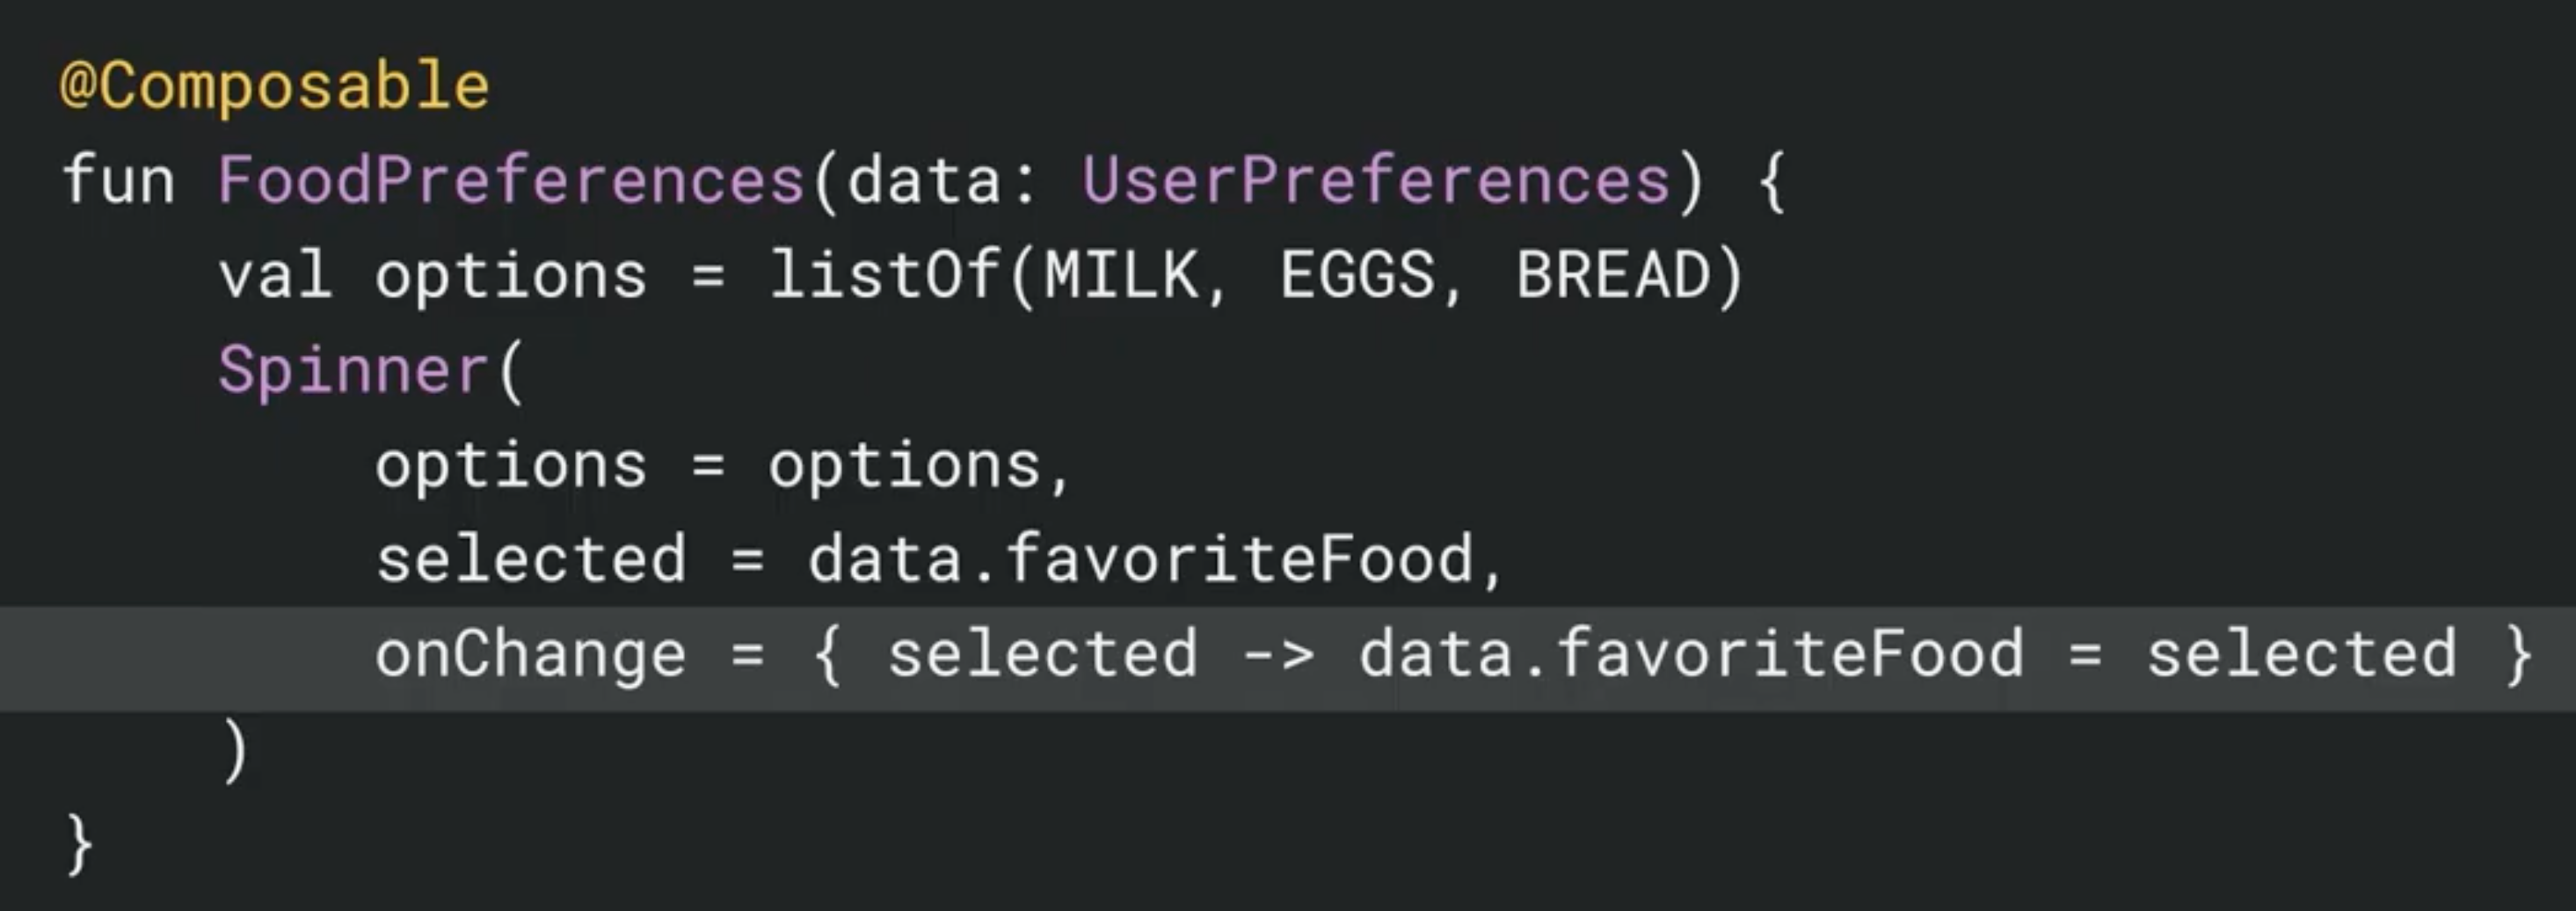 @Composable
fun FoodPreferences(data: UserPreferences) {
    val options = listOf(MILK, EGGS, BREAD)
    Spinner(
        options = options,
        selected = data.favoriteFood,
        onChange = { selected -> data.favoriteFood = selected }
    )
}